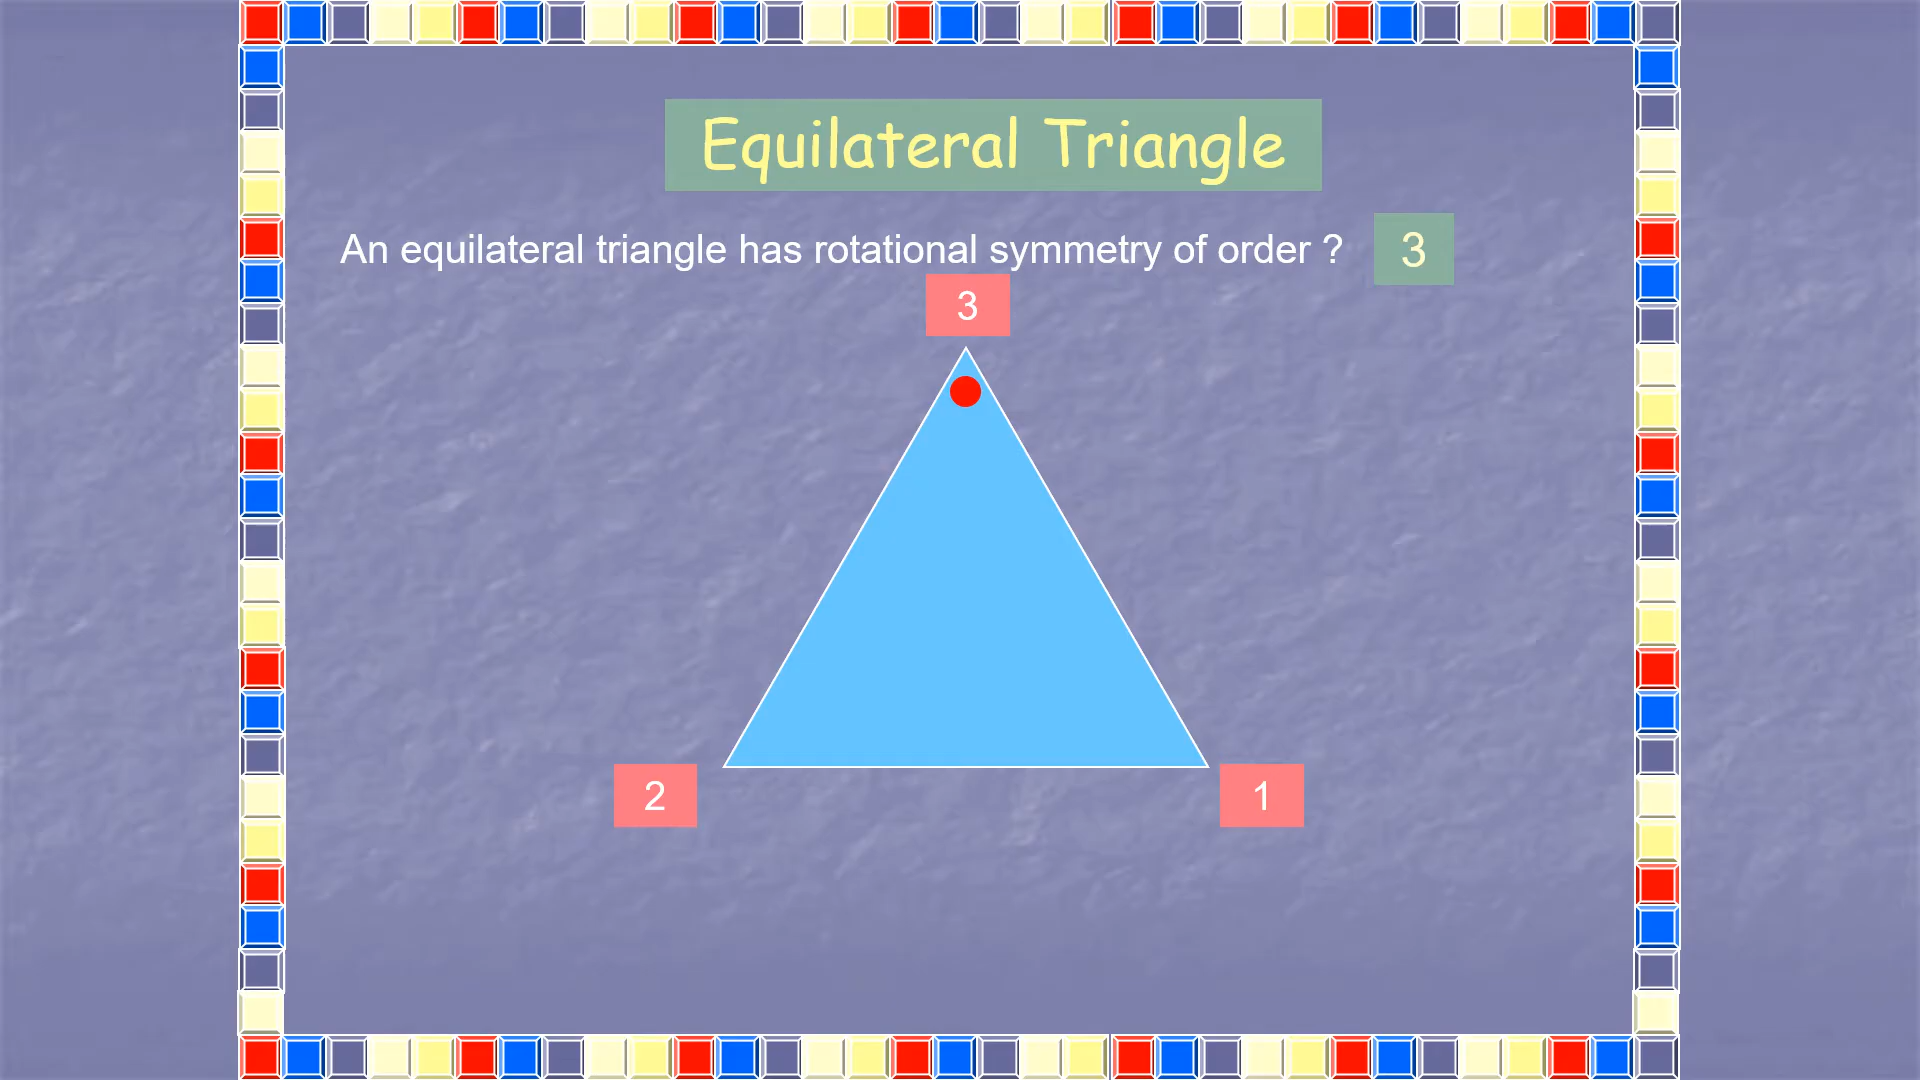 Equilateral Triangle
An equilateral triangle has rotational symmetry of order ? 3
3
2 1